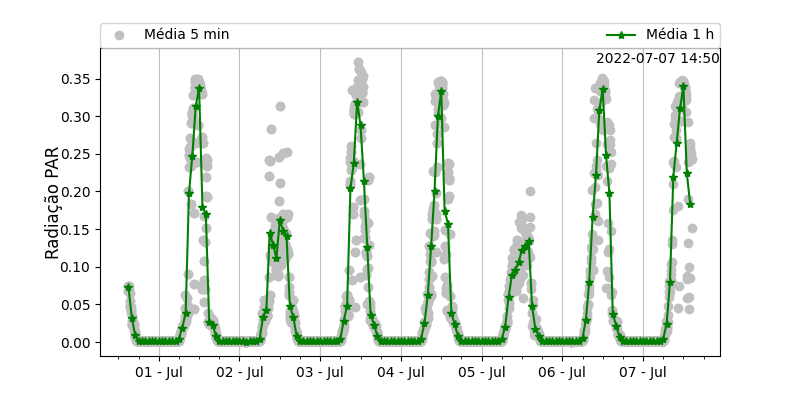 Média 5 min
Média 1 h
2022-07-07 14:50
Radiação PAR
0.35
0.30
0.25
0.20
0.15
0.10
0.05
0.00
01 - Jul
02 - Jul
03 - Jul
04 - Jul
05 - Jul
06 - Jul
07 - Jul